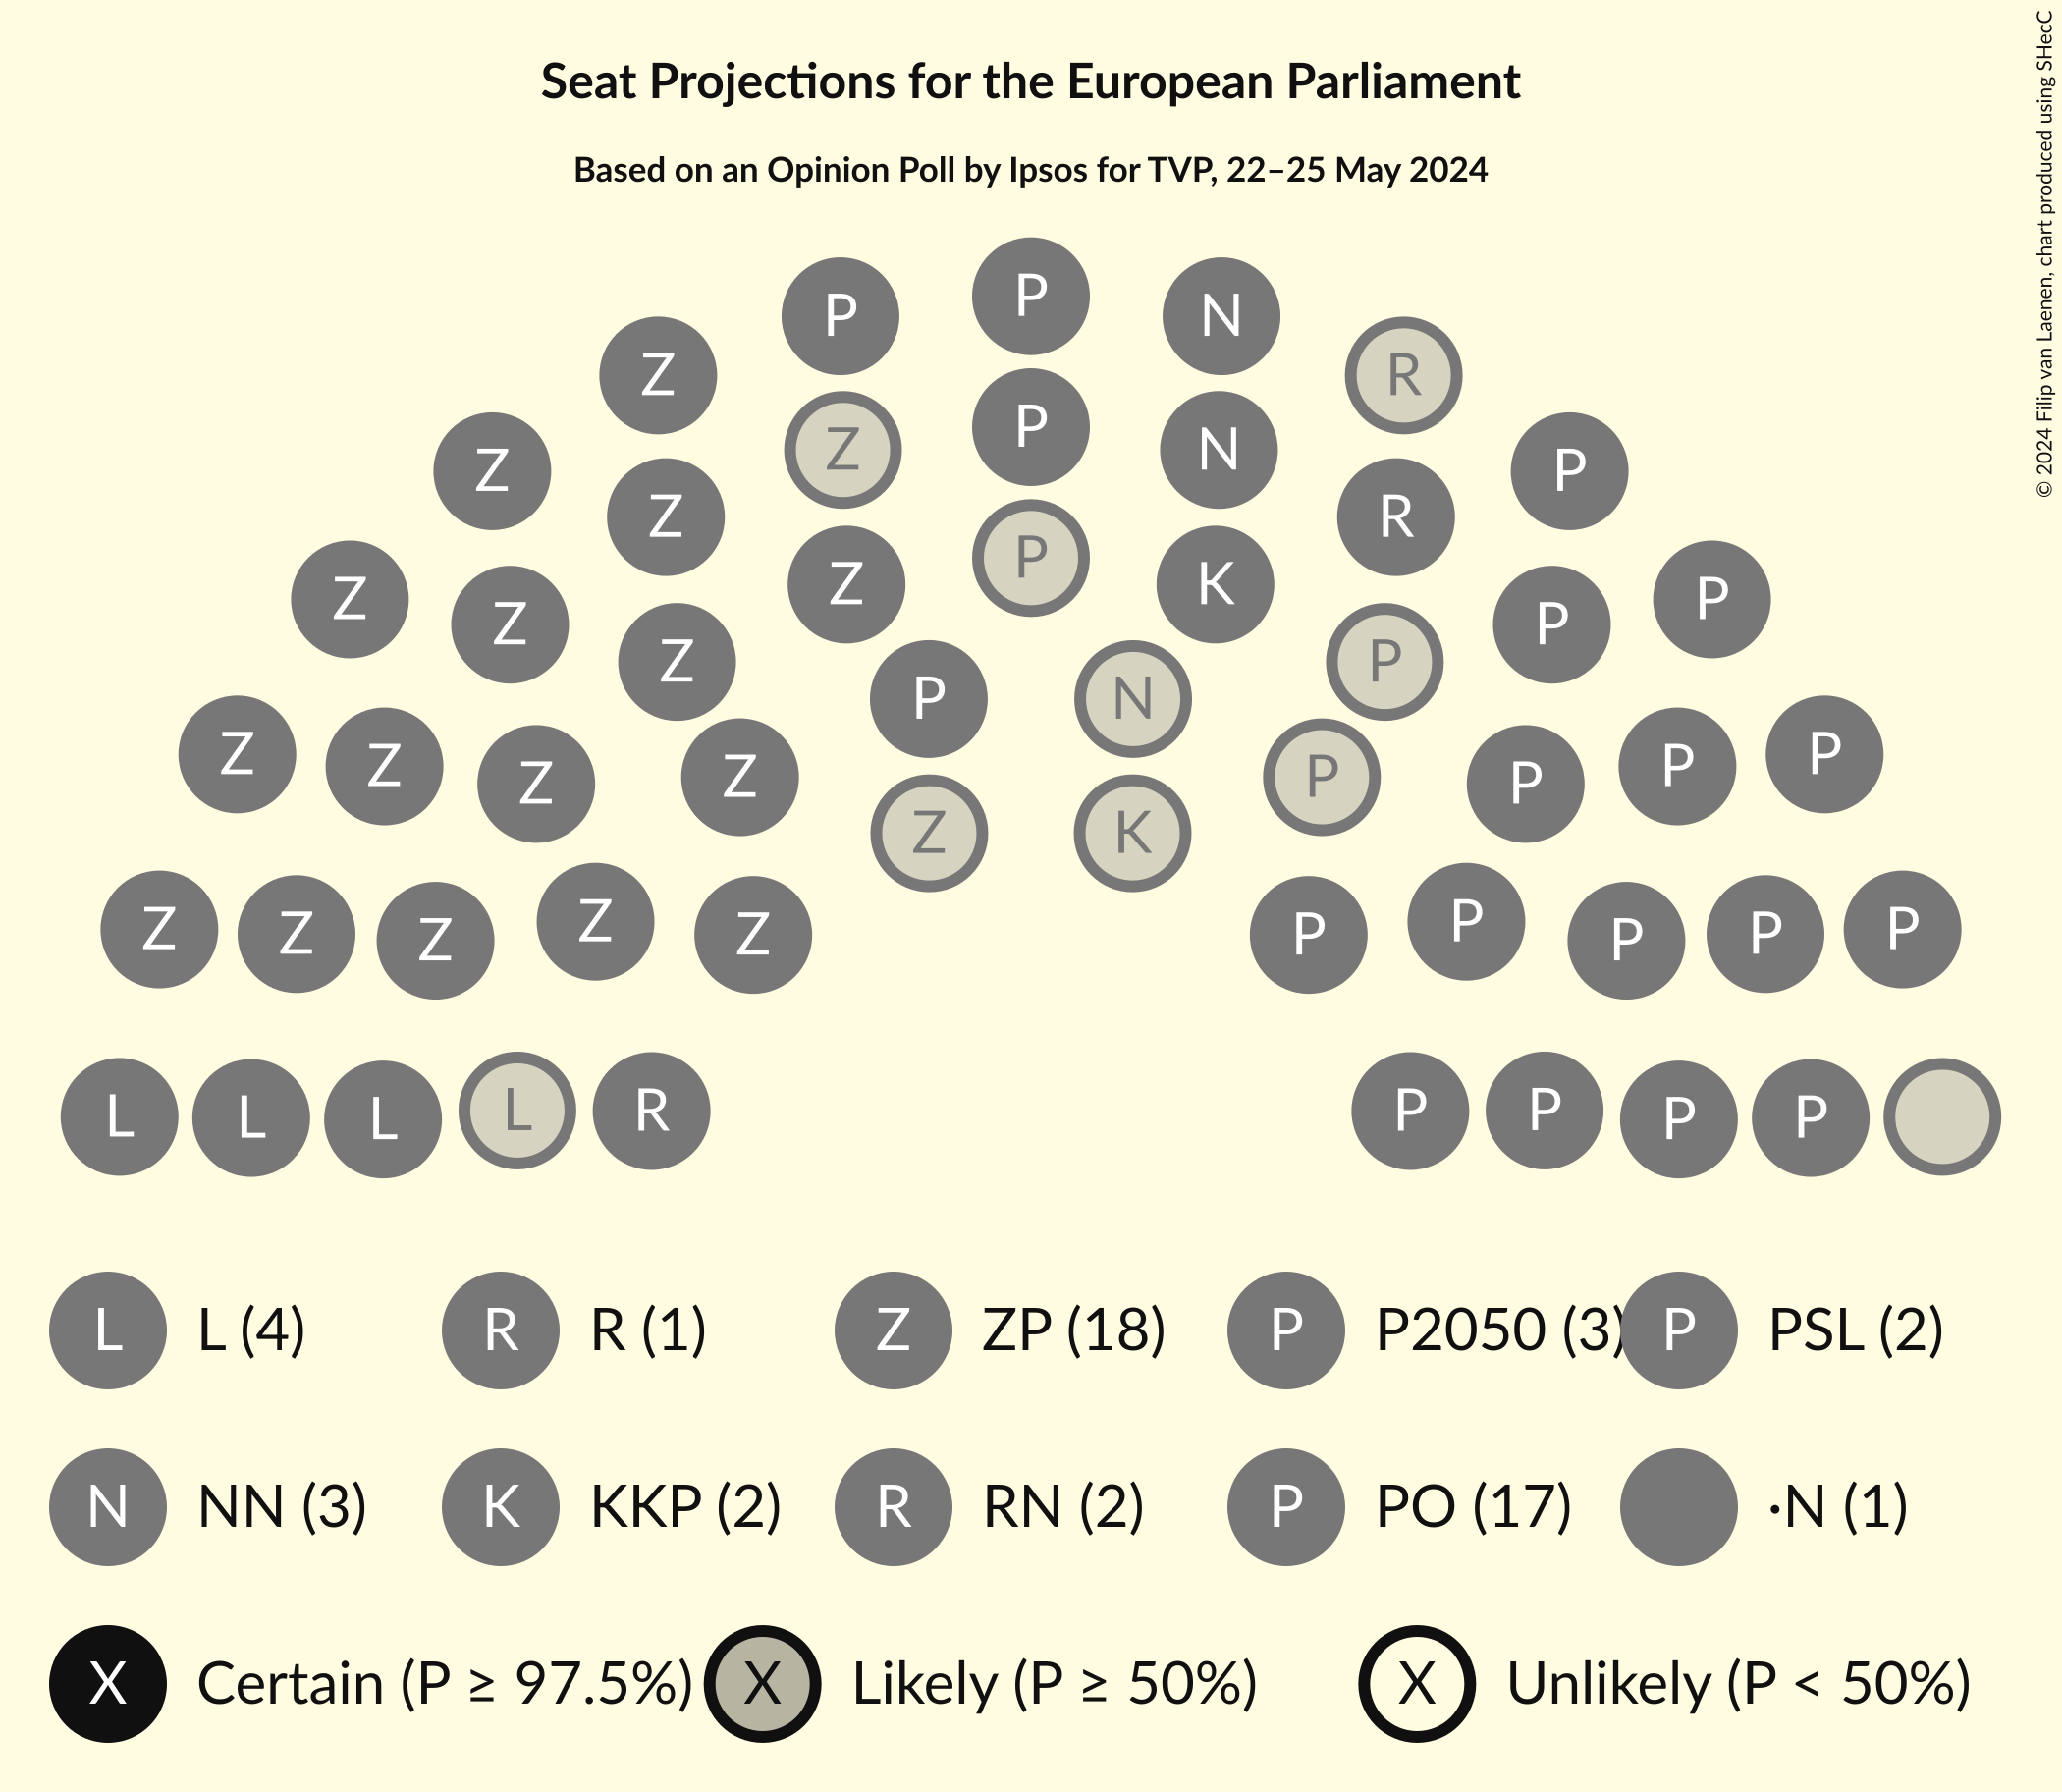 Seat Projections for the European Parliament
Based on an Opinion Poll by Ipsos for TVP, 22–25 May 2024
© 2024 Filip van Laenen, chart produced using SHecC
P
P N
P
Z R
Z P N
Z P
Z R
P
Z K
Z P
Z P
Z P
P N
Z P
Z Z P P
Z Z P P
Z K
Z Z P P
Z Z P P
Z P
L L L L R P P P P
L L (4) R R (1) Z ZP (18) P P2050 (3) P PSL (2)
N NN (3) K KKP (2) R RN (2) P PO (17) ·N (1)
X Certain (P ≥ 97.5%) X Likely (P ≥ 50%) X Unlikely (P < 50%)